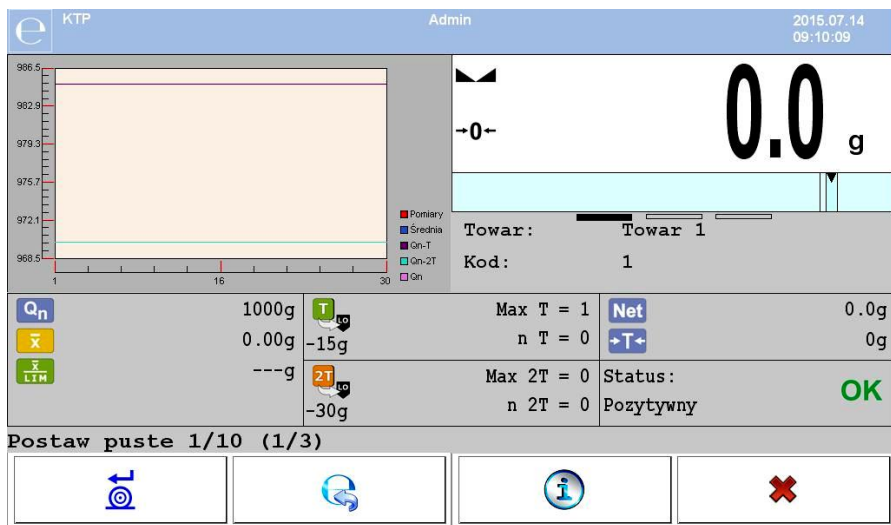 e KTP Admin 2015.07.14
09:10:09
986.5
982.9
979.3
975.7
972.1
968.5
1 16 30
Pomiary
Średnia
Qn-T
Qn-2T
Qn
0.0 g
→0←
Towar: Towar 1
Kod: 1
Qn 1000g
x̄ 0.00g
x̄ LIM ---g
T LO Max T = 1
-15g n T = 0
2T LO Max 2T = 0
-30g n 2T = 0
Net 0.0g
→T← 0g
Status: OK
Pozytywny
Postaw puste 1/10 (1/3)
i